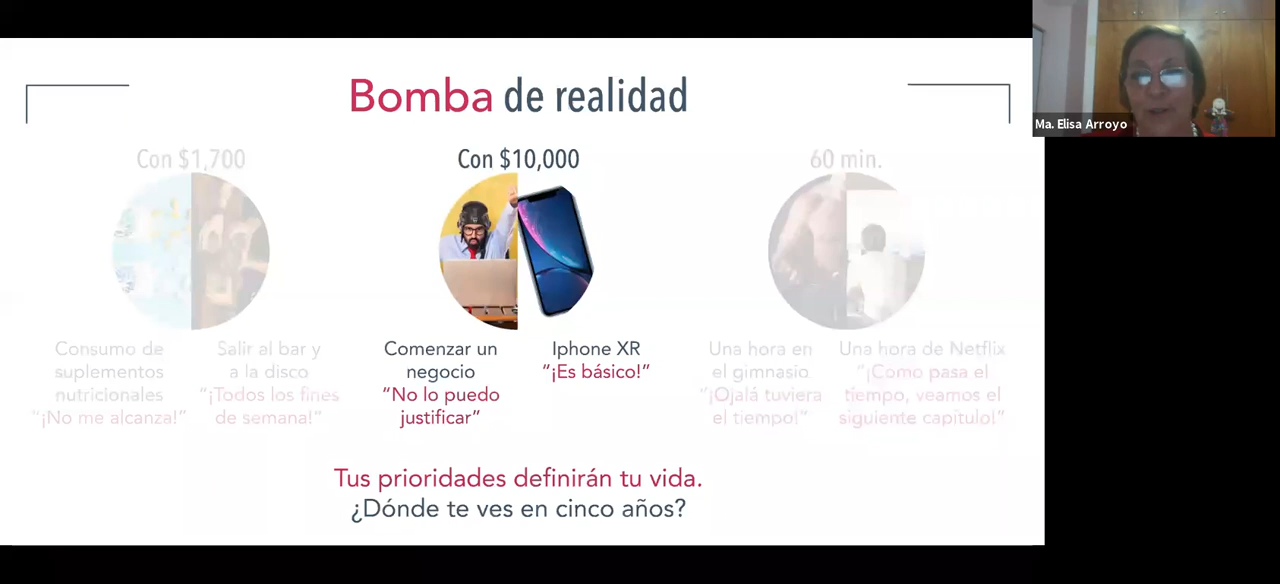 Bomba de realidad
Ma. Elisa Arroyo
Con $1,700
Consumo de
suplementos
nutricionales
“¡No me alcanza!”
Salir al bar y
a la disco
“¡Todos los fines
de semana!”
Con $10,000
Comenzar un
negocio
“No lo puedo
justificar”
Iphone XR
“¡Es básico!”
60 min.
Una hora en
el gimnasio
“¡Ojalá tuviera
el tiempo!”
Una hora de Netflix
“¡Como pasa el
tiempo, veamos el
siguiente capítulo!”
Tus prioridades definirán tu vida.
¿Dónde te ves en cinco años?